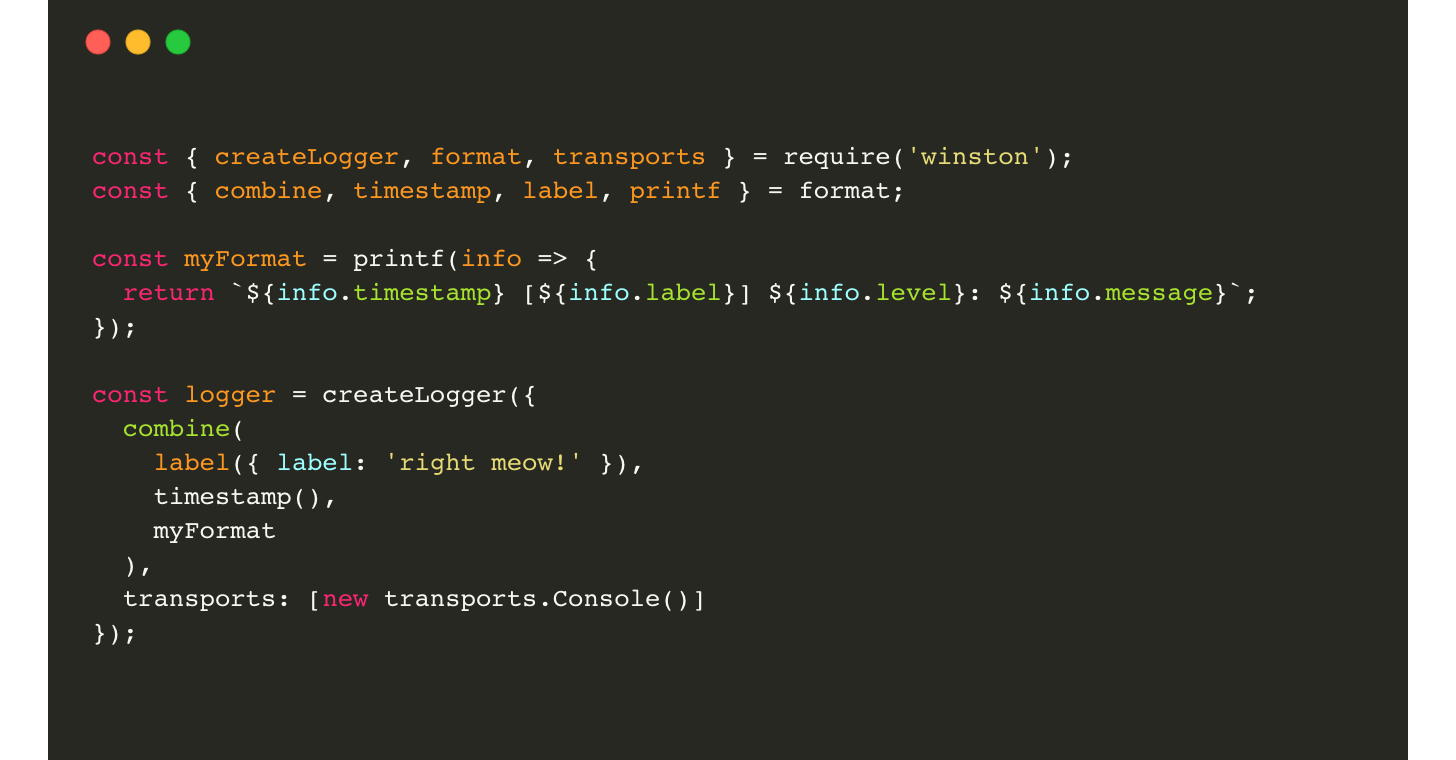 const { createLogger, format, transports } = require('winston');
const { combine, timestamp, label, printf } = format;

const myFormat = printf(info => {
  return `${info.timestamp} [${info.label}] ${info.level}: ${info.message}`;
});

const logger = createLogger({
  combine(
    label({ label: 'right meow!' }),
    timestamp(),
    myFormat
  ),
  transports: [new transports.Console()]
});